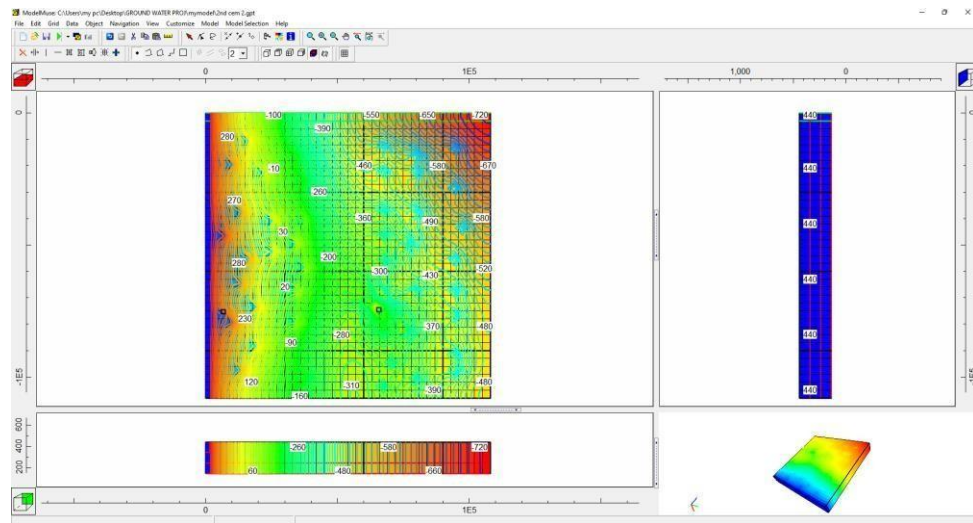 ModelMuse: C:\Users\my pc\Desktop\GROUND WATER PROJ\mymodel\2nd cem 2.gpt
File Edit Grid Data Object Navigation View Customize Model Model Selection Help
2
0 1E5 1,000 0
0 -100 -550 -650 -720 440 0
-390
280
-460 -580 -670 440
-10
260
270
-360 -490 -580
30 440
-200
280 -300 -430 -520
20 440
230 -370 -480
-280
-90 440
120 -310 -390 -480 440
-1E5 -160 -1E5
600
400 -260 -580 -720
200 60 -480 -660
0 1E5